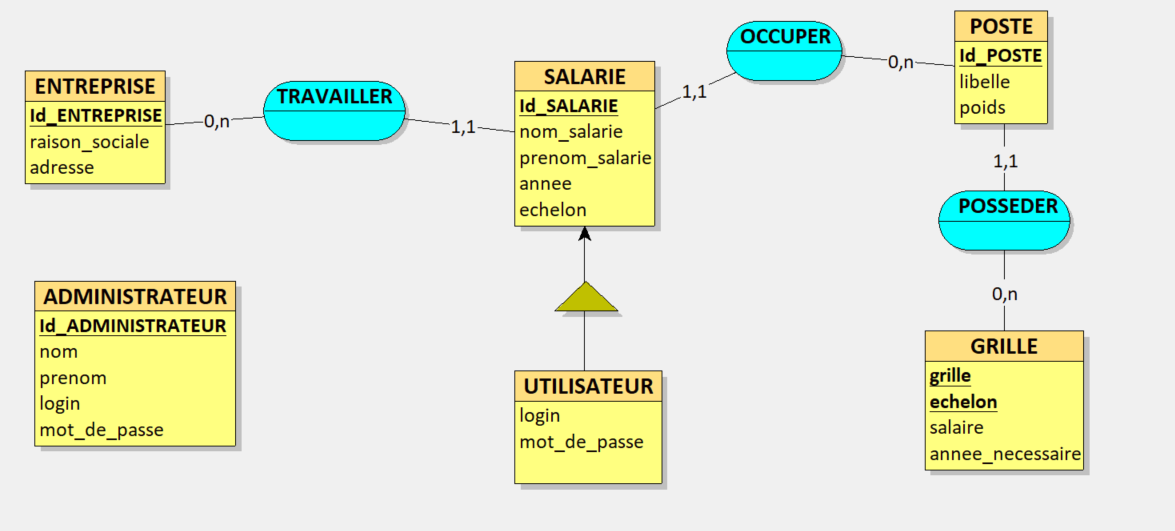 ENTREPRISE
Id_ENTREPRISE
raison_sociale
adresse
0,n
TRAVAILLER
1,1
SALARIE
Id_SALARIE
nom_salarie
prenom_salarie
annee
echelon
1,1
OCCUPER
0,n
POSTE
Id_POSTE
libelle
poids
1,1
POSSEDER
0,n
GRILLE
grille
echelon
salaire
annee_necessaire
ADMINISTRATEUR
Id_ADMINISTRATEUR
nom
prenom
login
mot_de_passe
UTILISATEUR
login
mot_de_passe